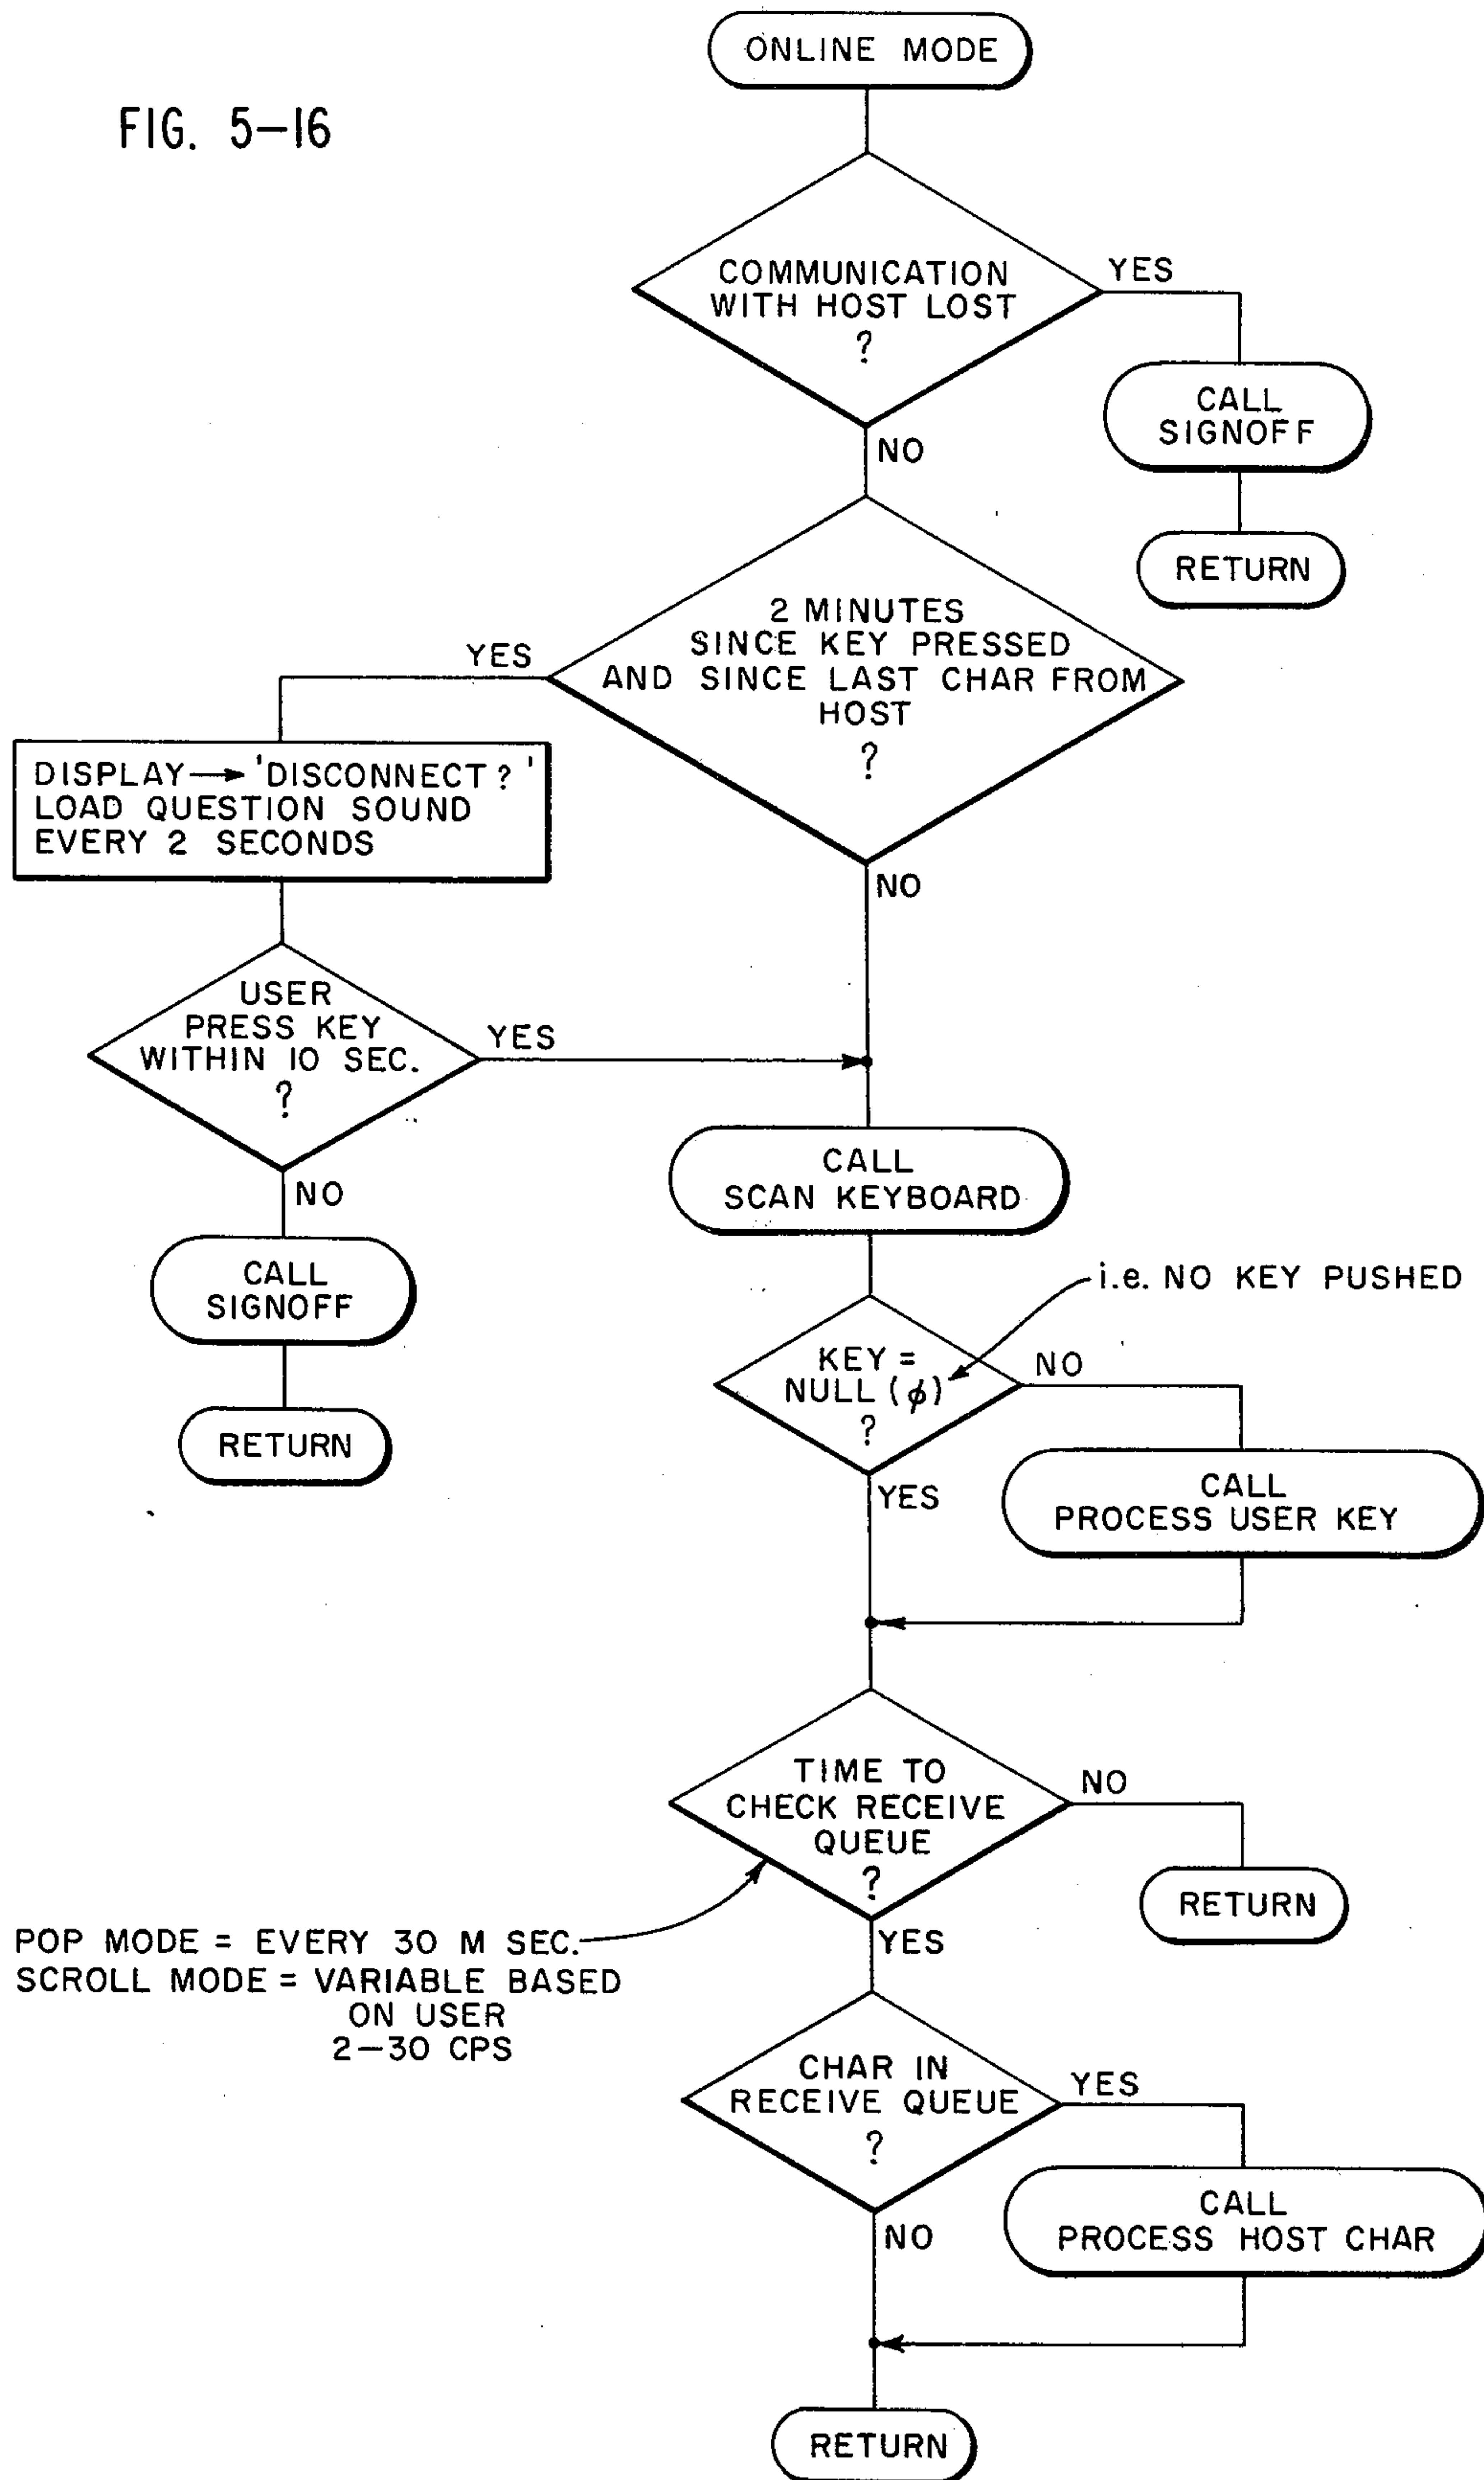 ONLINE MODE
FIG. 5-16
COMMUNICATION
WITH HOST LOST
?
YES
CALL
SIGNOFF
NO
RETURN
2 MINUTES
SINCE KEY PRESSED
AND SINCE LAST CHAR FROM
HOST
?
YES
DISPLAY→'DISCONNECT?'
LOAD QUESTION SOUND
EVERY 2 SECONDS
NO
USER
PRESS KEY
WITHIN 10 SEC.
?
YES
NO
CALL
SCAN KEYBOARD
CALL
SIGNOFF
i.e. NO KEY PUSHED
KEY =
NULL (ϕ)
?
NO
RETURN
YES
CALL
PROCESS USER KEY
TIME TO
CHECK RECEIVE
QUEUE
?
NO
RETURN
POP MODE = EVERY 30 M SEC.
SCROLL MODE = VARIABLE BASED
ON USER
2-30 CPS
YES
CHAR IN
RECEIVE QUEUE
?
YES
CALL
PROCESS HOST CHAR
NO
RETURN